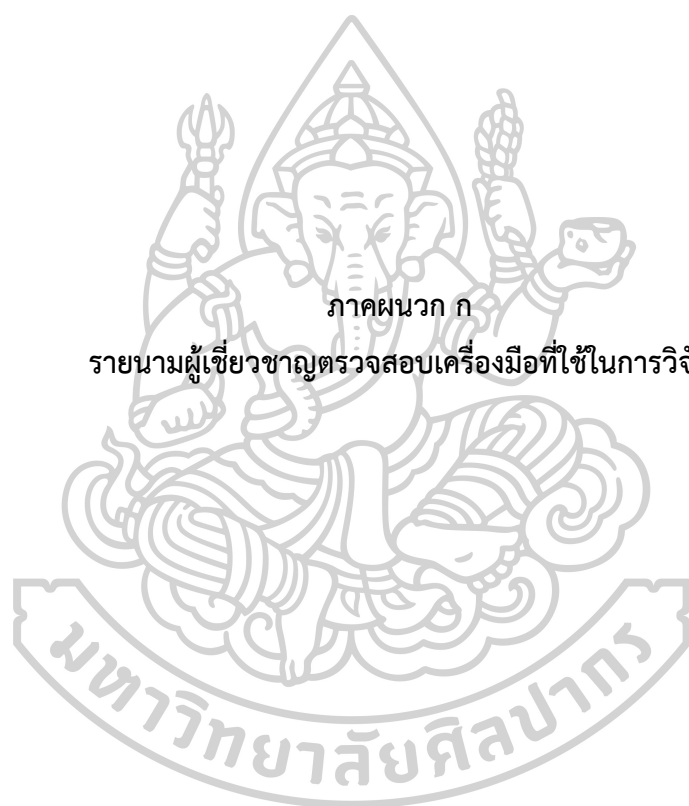 ภาคผนวก ก
รายนามผู้เชี่ยวชาญตรวจสอบเครื่องมือที่ใช้ในการวิจ
มหาวิทยาลัยศิลปากร